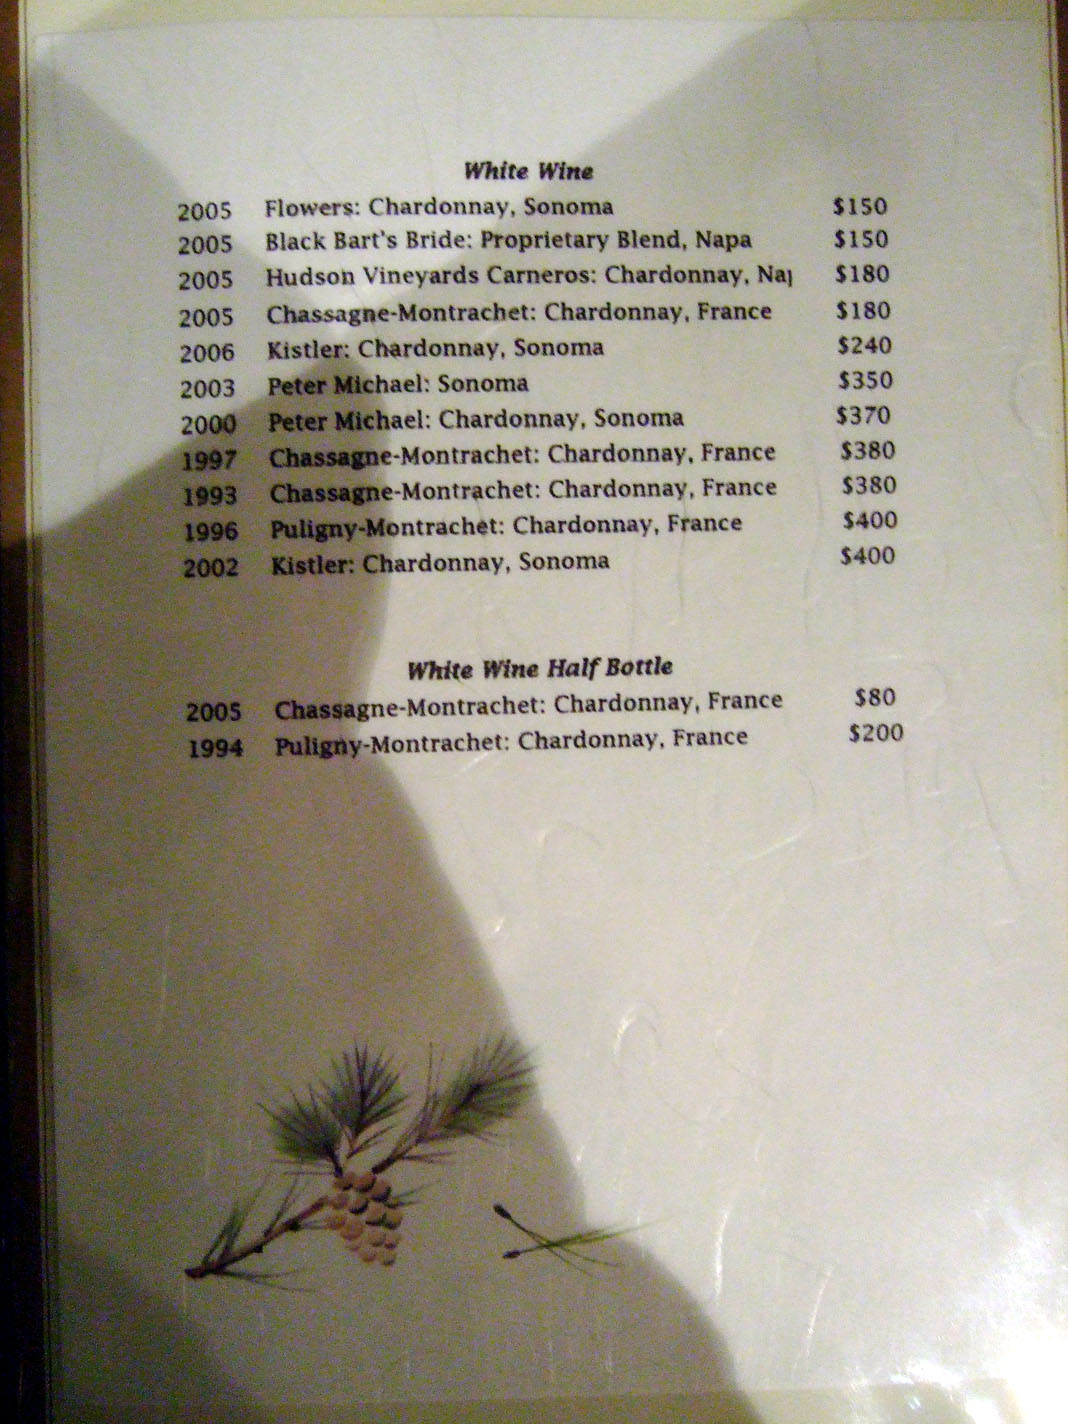 White Wine
2005 Flowers: Chardonnay, Sonoma $150
2005 Black Bart's Bride: Proprietary Blend, Napa $150
2005 Hudson Vineyards Carneros: Chardonnay, Na $180
2005 Chassagne-Montrachet: Chardonnay, France $180
2006 Kistler: Chardonnay, Sonoma $240
2003 Peter Michael: Sonoma $350
2000 Peter Michael: Chardonnay, Sonoma $370
1997 Chassagne-Montrachet: Chardonnay, France $380
1993 Chassagne-Montrachet: Chardonnay, France $380
1996 Puligny-Montrachet: Chardonnay, France $400
2002 Kistler: Chardonnay, Sonoma $400
White Wine Half Bottle
2005 Chassagne-Montrachet: Chardonnay, France $80
1994 Puligny-Montrachet: Chardonnay, France $200